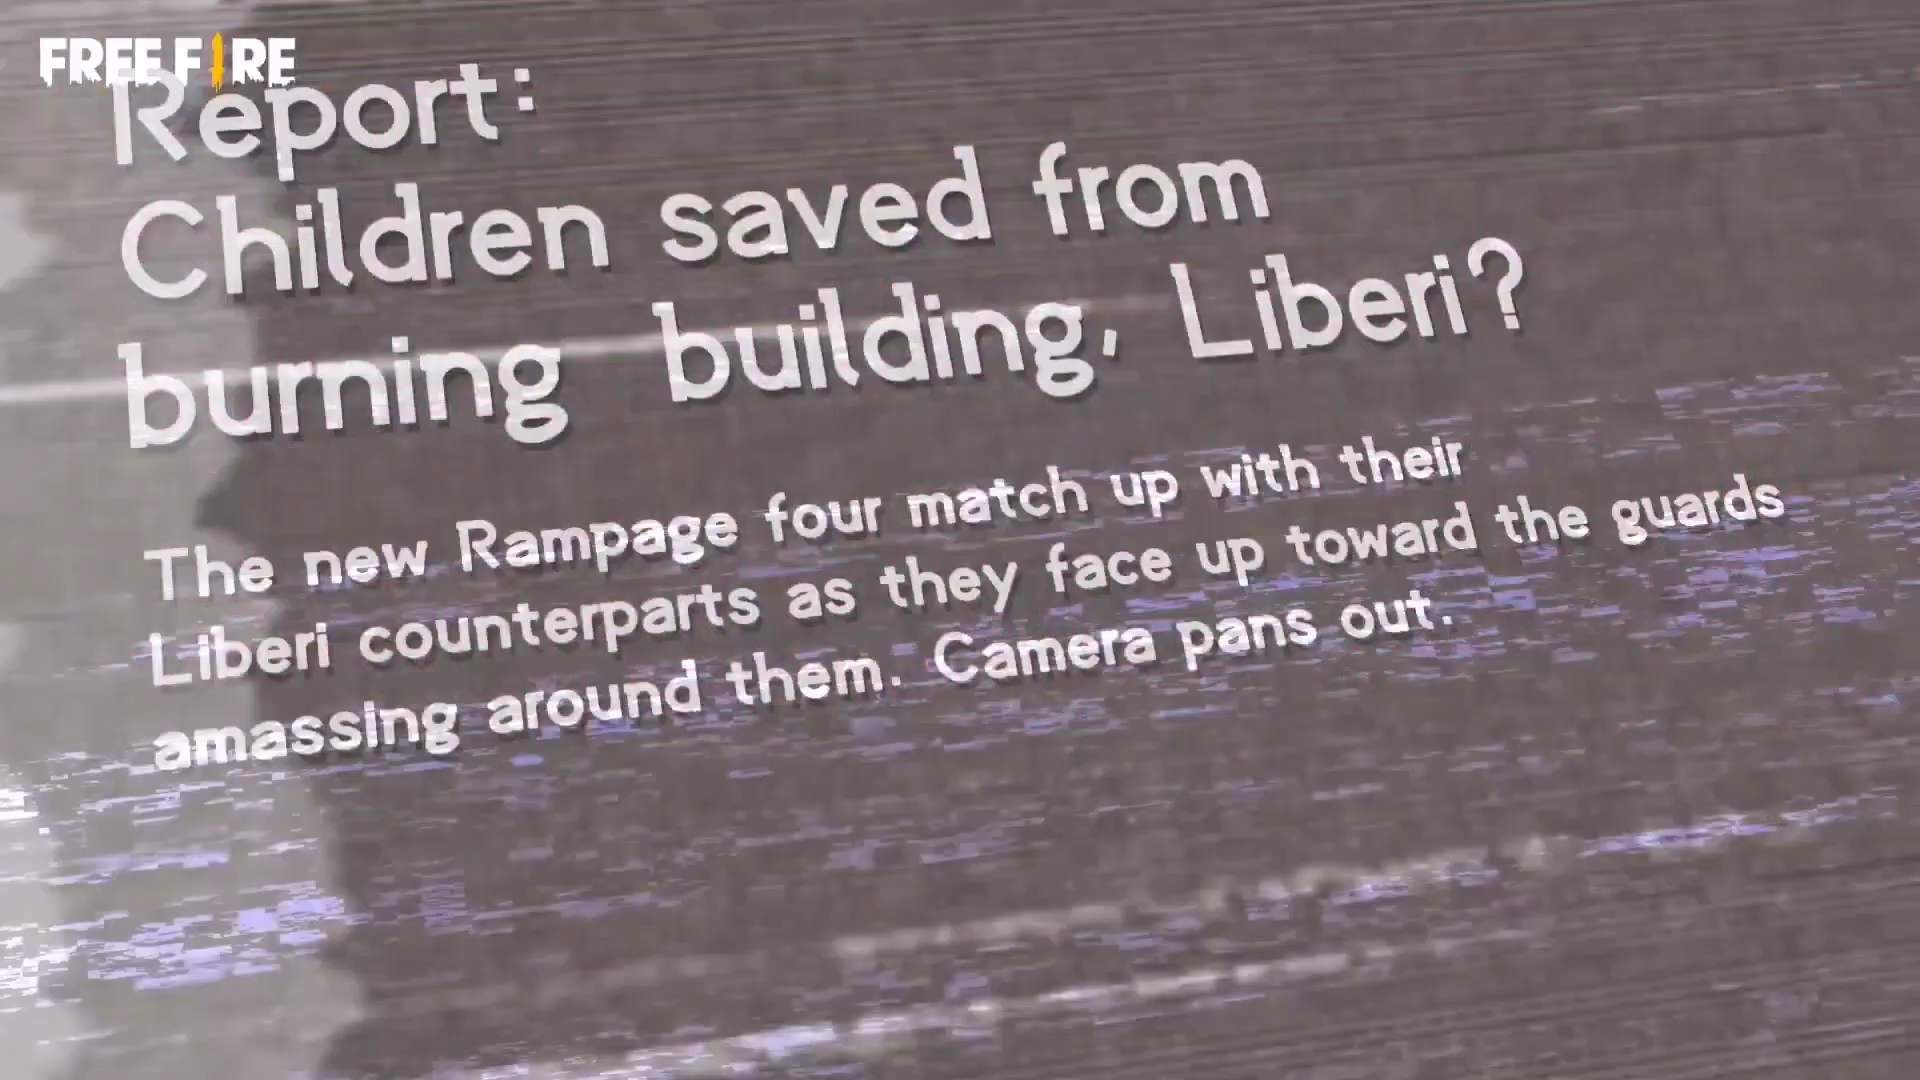 FREE FIRE
Report:
Children saved from
burning building, Liberi?
The new Rampage four match up with their
Liberi counterparts as they face up toward the guards
amassing around them. Camera pans out.